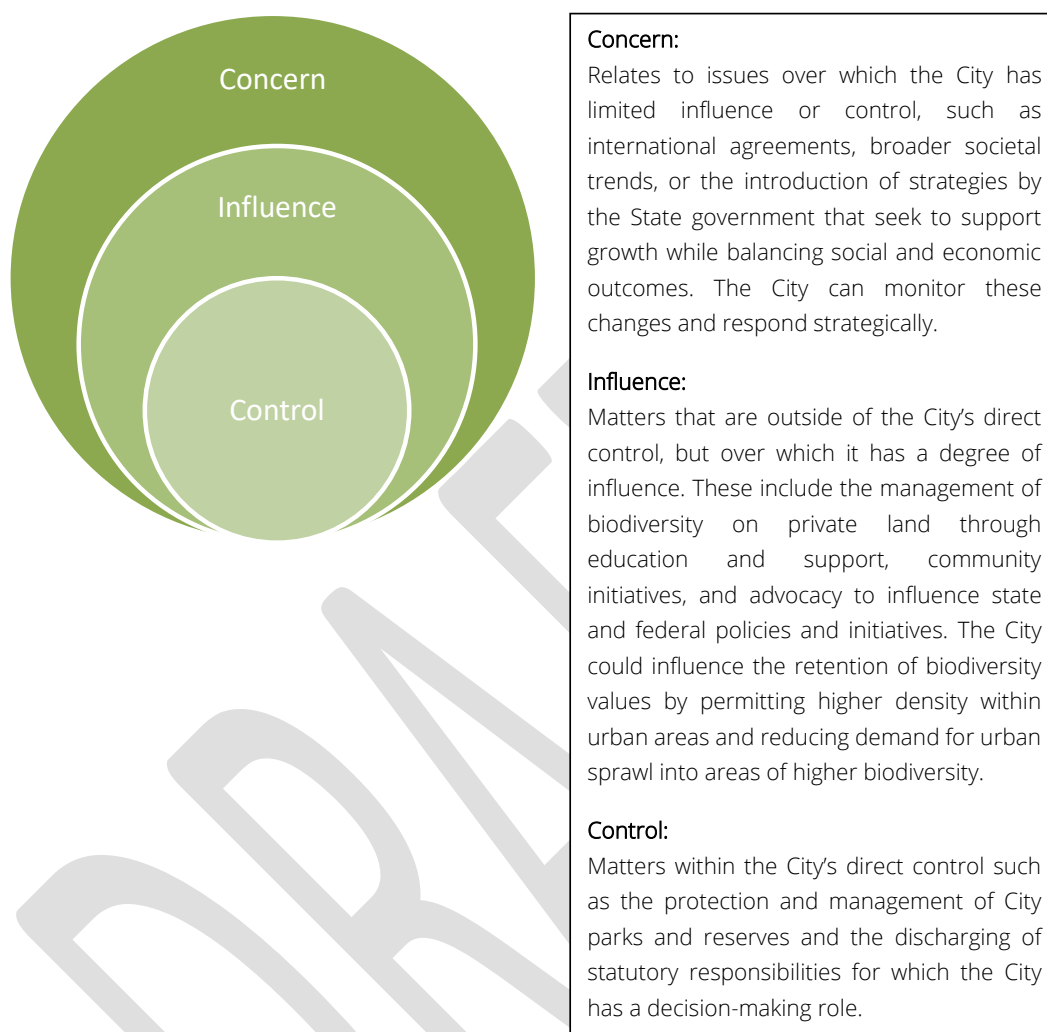 Concern
Influence
Control
Concern:
Relates to issues over which the City has
limited influence or control, such as
international agreements, broader societal
trends, or the introduction of strategies by
the State government that seek to support
growth while balancing social and economic
outcomes. The City can monitor these
changes and respond strategically.
Influence:
Matters that are outside of the City’s direct
control, but over which it has a degree of
influence. These include the management of
biodiversity on private land through
education and support, community
initiatives, and advocacy to influence state
and federal policies and initiatives. The City
could influence the retention of biodiversity
values by permitting higher density within
urban areas and reducing demand for urban
sprawl into areas of higher biodiversity.
Control:
Matters within the City’s direct control such
as the protection and management of City
parks and reserves and the discharging of
statutory responsibilities for which the City
has a decision-making role.